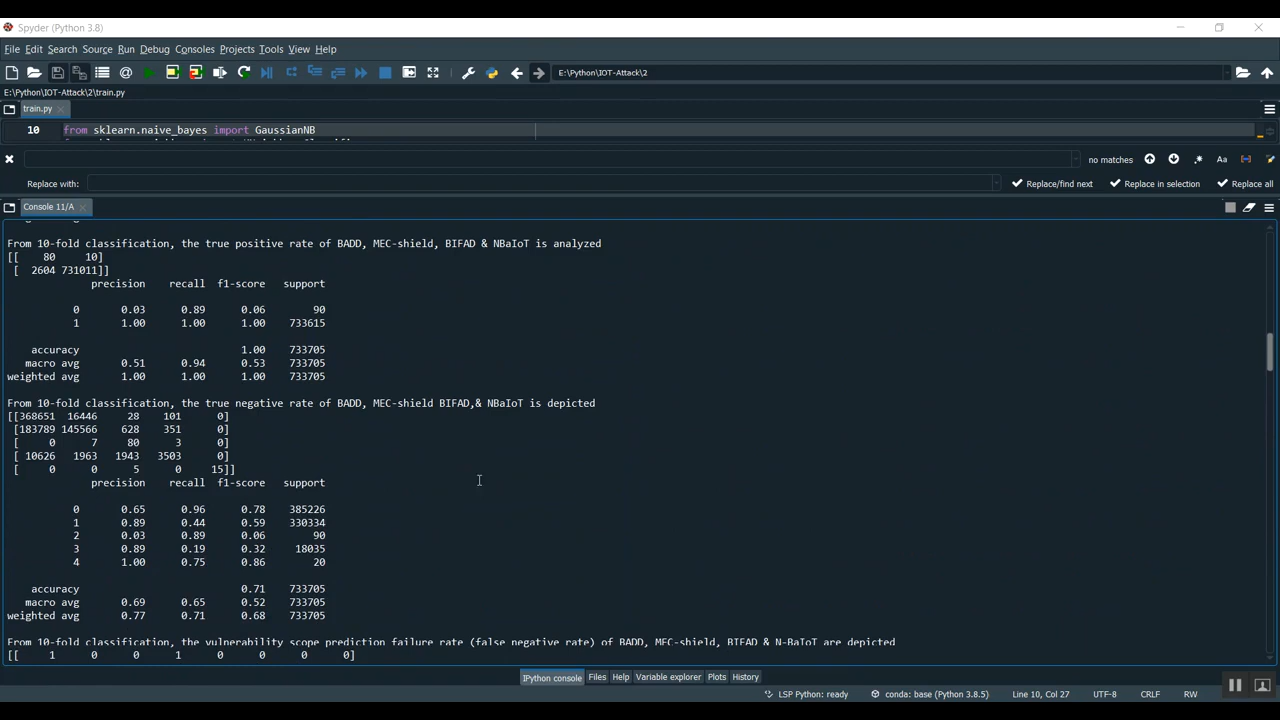 Spyder (Python 3.8)
File Edit Search Source Run Debug Consoles Projects Tools View Help
E:\Python\IOT-Attack\2
E:\Python\IOT-Attack\2\train.py
train.py
10 from sklearn.naive_bayes import GaussianNB
no matches
Aa
Replace with:
Replace/find next Replace in selection Replace all
Console 11/A
From 10-fold classification, the true positive rate of BADD, MEC-shield, BIFAD & NBaIoT is analyzed
[[ 80 10]
[ 2604 731011]]
precision recall f1-score support
0 0.03 0.89 0.06 90
1 1.00 1.00 1.00 733615
accuracy 1.00 733705
macro avg 0.51 0.94 0.53 733705
weighted avg 1.00 1.00 1.00 733705
From 10-fold classification, the true negative rate of BADD, MEC-shield BIFAD,& NBaIoT is depicted
[[368651 16446 28 101 0]
[183789 145566 628 351 0]
[ 0 7 80 3 0]
[ 10626 1963 1943 3503 0]
[ 0 0 5 0 15]]
precision recall f1-score support
0 0.65 0.96 0.78 385226
1 0.89 0.44 0.59 330334
2 0.03 0.89 0.06 90
3 0.89 0.19 0.32 18035
4 1.00 0.75 0.86 20
accuracy 0.71 733705
macro avg 0.69 0.65 0.52 733705
weighted avg 0.77 0.71 0.68 733705
From 10-fold classification, the vulnerability scope prediction failure rate (false negative rate) of BADD, MEC-shield, BIFAD & N-BaIoT are depicted
[[ 1 0 0 1 0 0 0 0]
IPython console Files Help Variable explorer Plots History
LSP Python: ready conda: base (Python 3.8.5) Line 10, Col 27 UTF-8 CRLF RW